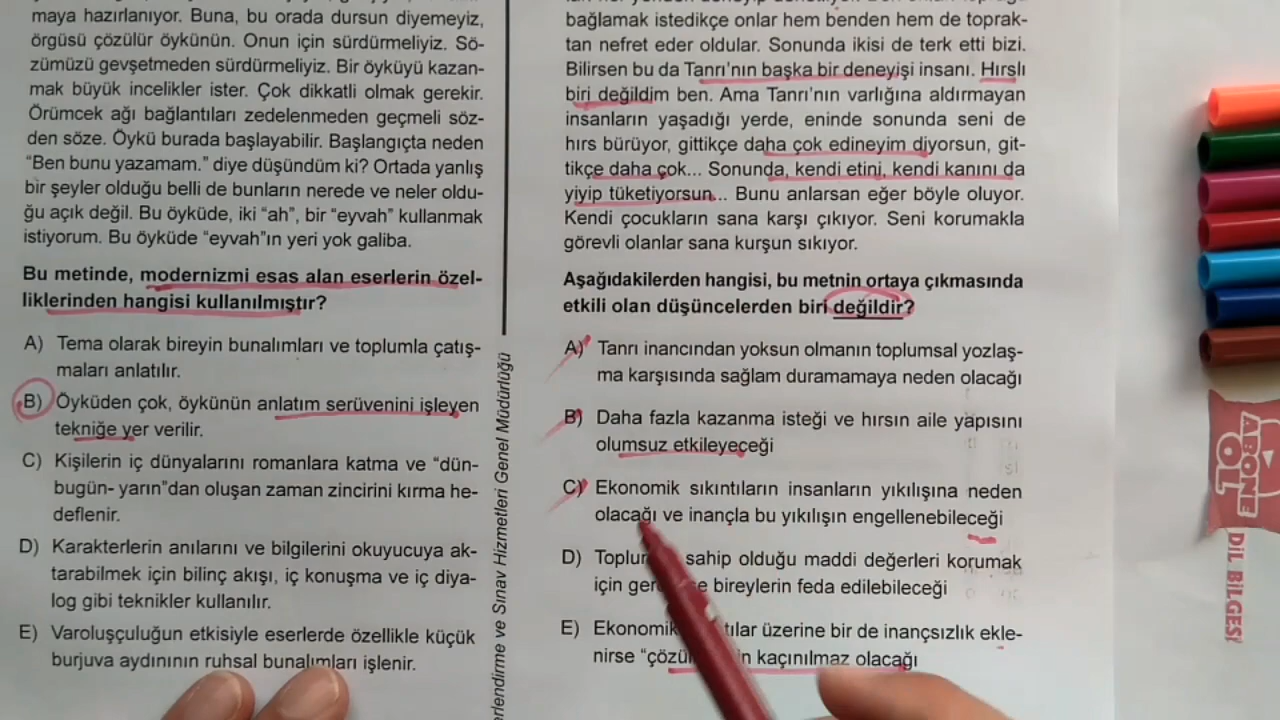 maya hazırlanıyor. Buna, bu orada dursun diyemeyiz,
örgüsü çözülür öykünün. Onun için sürdürmeliyiz. Sö-
zümüzü gevşetmeden sürdürmeliyiz. Bir öyküyü kazan-
mak büyük incelikler ister. Çok dikkatli olmak gerekir.
Örümcek ağı bağlantıları zedelenmeden geçmeli söz-
den söze. Öykü burada başlayabilir. Başlangıçta neden
“Ben bunu yazamam.” diye düşündüm ki? Ortada yanlış
bir şeyler olduğu belli de bunların nerede ve neler oldu-
ğu açık değil. Bu öyküde, iki “ah”, bir “eyvah” kullanmak
istiyorum. Bu öyküde “eyvah”ın yeri yok galiba.
Bu metinde, modernizmi esas alan eserlerin özel-
liklerinden hangisi kullanılmıştır?
A) Tema olarak bireyin bunalımları ve toplumla çatış-
maları anlatılır.
B) Öyküden çok, öykünün anlatım serüvenini işleyen
tekniğe yer verilir.
C) Kişilerin iç dünyalarını romanlara katma ve “dün-
bugün- yarın”dan oluşan zaman zincirini kırma he-
deflenir.
D) Karakterlerin anılarını ve bilgilerini okuyucuya ak-
tarabilmek için bilinç akışı, iç konuşma ve iç diya-
log gibi teknikler kullanılır.
E) Varoluşçuluğun etkisiyle eserlerde özellikle küçük
burjuva aydınının ruhsal bunalımları işlenir.
erlendirme ve Sınav Hizmetleri Genel Müdürlüğü
bağlamak istedikçe onlar hem benden hem de toprak-
tan nefret eder oldular. Sonunda ikisi de terk etti bizi.
Bilirsen bu da Tanrı’nın başka bir deneyişi insanı. Hırslı
biri değildim ben. Ama Tanrı’nın varlığına aldırmayan
insanların yaşadığı yerde, eninde sonunda seni de
hırs bürüyor, gittikçe daha çok edineyim diyorsun, git-
tikçe daha çok... Sonunda, kendi etini, kendi kanını da
yiyip tüketiyorsun... Bunu anlarsan eğer böyle oluyor.
Kendi çocukların sana karşı çıkıyor. Seni korumakla
görevli olanlar sana kurşun sıkıyor.
Aşağıdakilerden hangisi, bu metnin ortaya çıkmasında
etkili olan düşüncelerden biri değildir?
A) Tanrı inancından yoksun olmanın toplumsal yozlaş-
ma karşısında sağlam duramamaya neden olacağı
B) Daha fazla kazanma isteği ve hırsın aile yapısını
olumsuz etkileyeceği
C) Ekonomik sıkıntıların insanların yıkılışına neden
olacağı ve inançla bu yıkılışın engellenebileceği
D) sahip olduğu maddi değerleri korumak
için bireylerin feda edilebileceği
E) Ekonomik üzerine bir de inançsızlık ekle-
nirse kaçınılmaz olacağı
ABONE
OL
DİL BİLGESİ